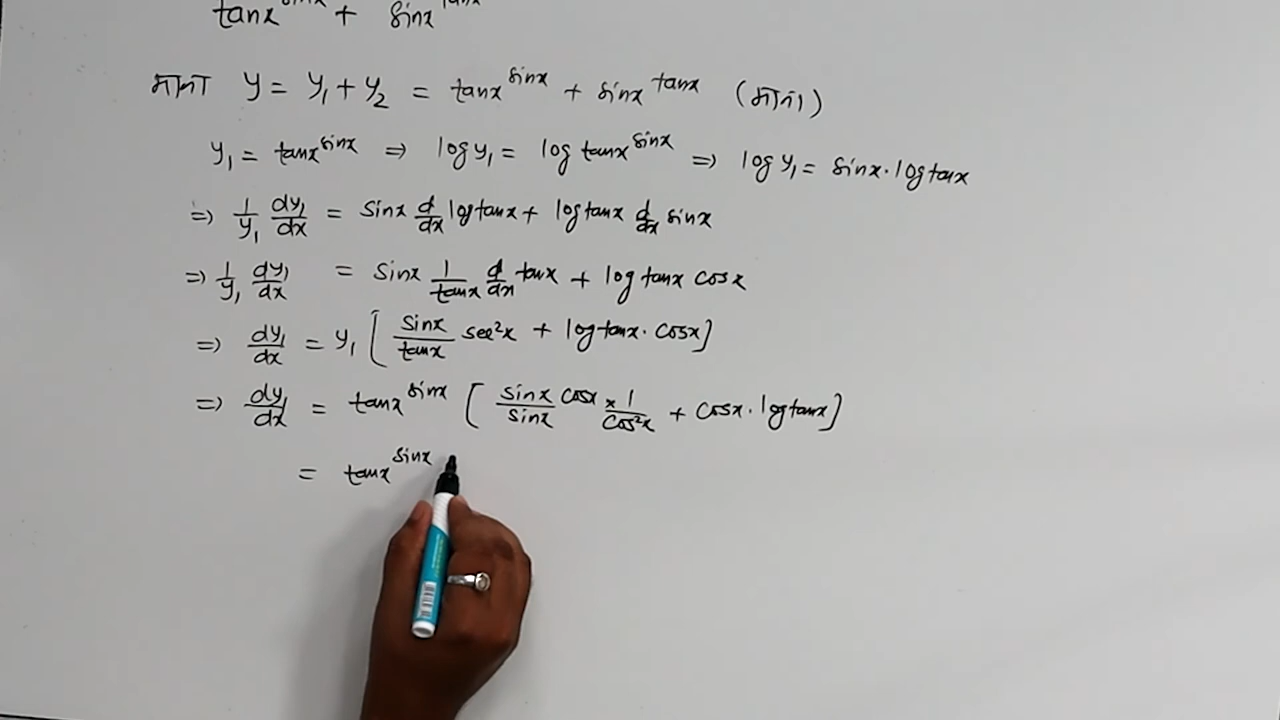 tanx^sinx + sinx^tanx
माना y = y₁ + y₂ = tanx^sinx + sinx^tanx (माना)
y₁ = tanx^sinx ⇒ log y₁ = log tanx^sinx ⇒ log y₁ = sinx · log tanx
⇒ 1/y₁ dy₁/dx = sinx d/dx log tanx + log tanx d/dx sinx
⇒ 1/y₁ dy₁/dx = sinx 1/tanx d/dx tanx + log tanx cosx
⇒ dy₁/dx = y₁ [ sinx/tanx sec²x + log tanx · cosx ]
⇒ dy₁/dx = tanx^sinx [ sinx/sinx cosx × 1/cos²x + cosx · log tanx ]
= tanx^sinx